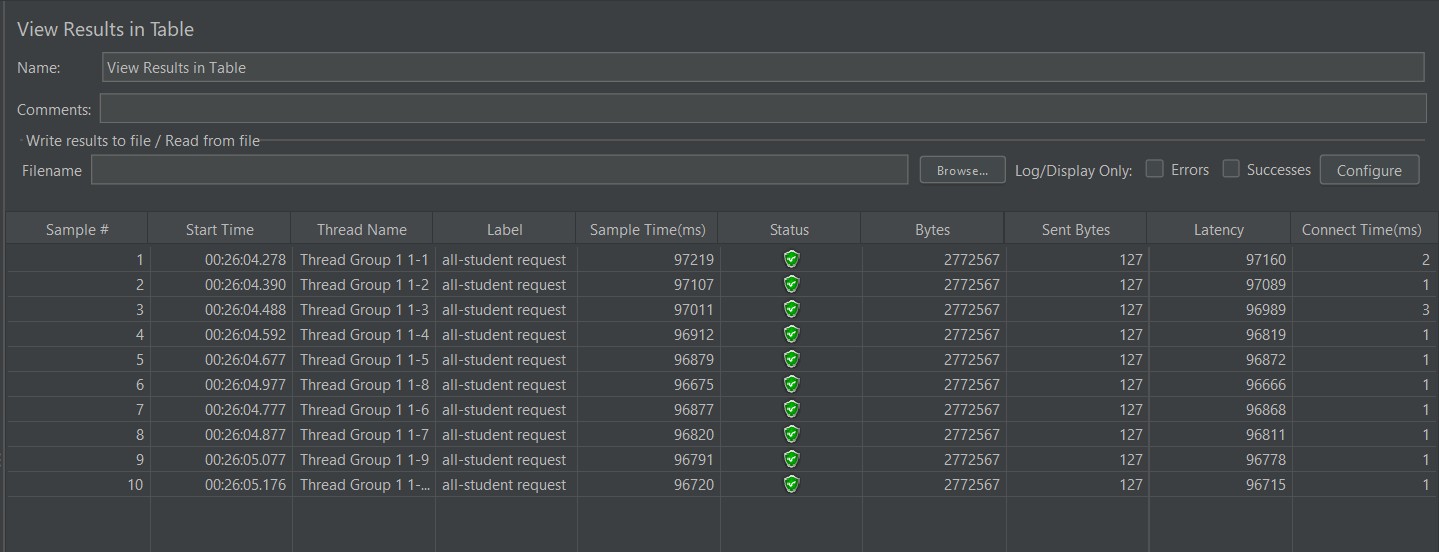 View Results in Table
Name: View Results in Table
Comments:
Write results to file / Read from file
Filename Browse... Log/Display Only: Errors Successes Configure
Sample # Start Time Thread Name Label Sample Time(ms) Status Bytes Sent Bytes Latency Connect Time(ms)
1 00:26:04.278 Thread Group 1 1-1 all-student request 97219 2772567 127 97160 2
2 00:26:04.390 Thread Group 1 1-2 all-student request 97107 2772567 127 97089 1
3 00:26:04.488 Thread Group 1 1-3 all-student request 97011 2772567 127 96989 3
4 00:26:04.592 Thread Group 1 1-4 all-student request 96912 2772567 127 96819 1
5 00:26:04.677 Thread Group 1 1-5 all-student request 96879 2772567 127 96872 1
6 00:26:04.977 Thread Group 1 1-8 all-student request 96675 2772567 127 96666 1
7 00:26:04.777 Thread Group 1 1-6 all-student request 96877 2772567 127 96868 1
8 00:26:04.877 Thread Group 1 1-7 all-student request 96820 2772567 127 96811 1
9 00:26:05.077 Thread Group 1 1-9 all-student request 96791 2772567 127 96778 1
10 00:26:05.176 Thread Group 1 1-... all-student request 96720 2772567 127 96715 1